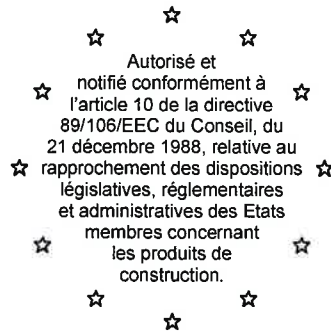 Autorisé et
notifié conformément à
l'article 10 de la directive
89/106/EEC du Conseil, du
21 décembre 1988, relative au
rapprochement des dispositions
législatives, réglementaires
et administratives des Etats
membres concernant
les produits de
construction.